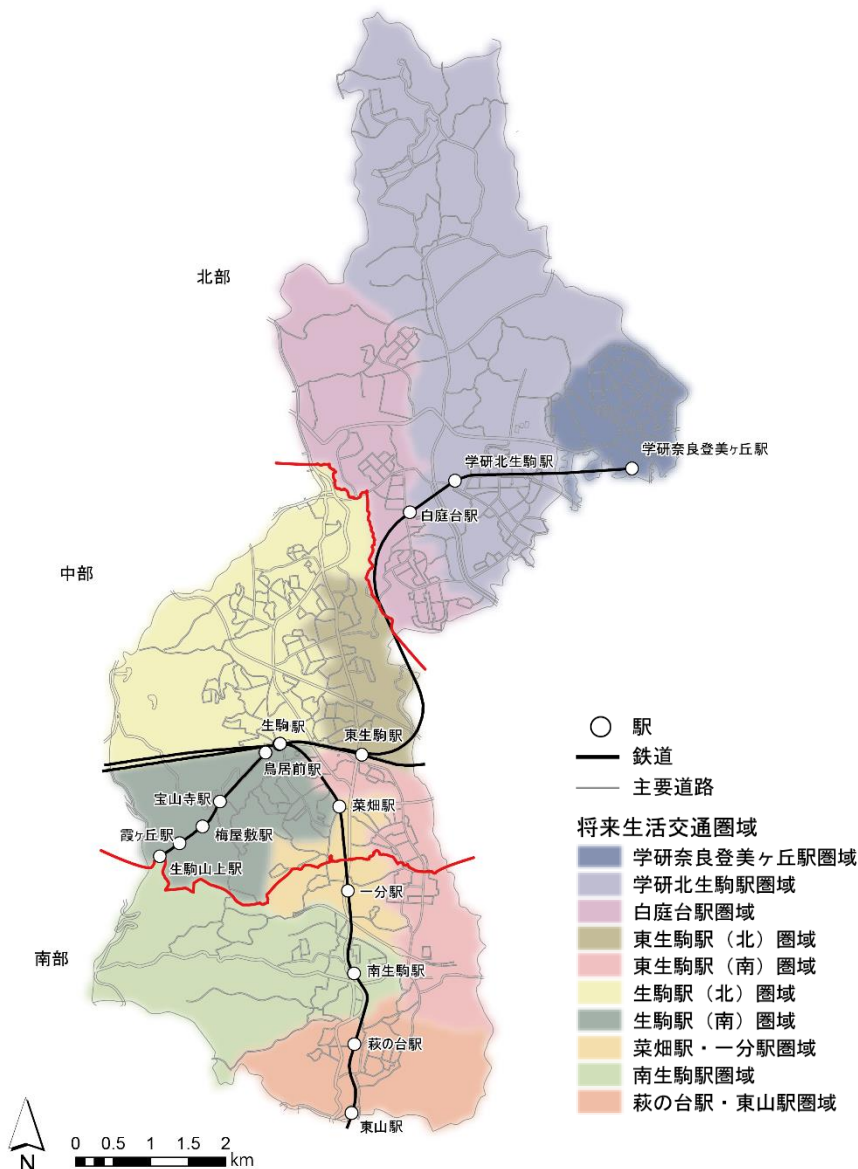 北部
学研奈良登美ヶ丘駅
学研北生駒駅
白庭台駅
中部
生駒駅
東生駒駅
鳥居前駅
宝山寺駅
菜畑駅
霞ヶ丘駅
梅屋敷駅
生駒山上駅
一分駅
南部
南生駒駅
萩の台駅
東山駅
駅
鉄道
主要道路
将来生活交通圏域
学研奈良登美ヶ丘駅圏域
学研北生駒駅圏域
白庭台駅圏域
東生駒駅（北）圏域
東生駒駅（南）圏域
生駒駅（北）圏域
生駒駅（南）圏域
菜畑駅・一分駅圏域
南生駒駅圏域
萩の台駅・東山駅圏域
N
0 0.5 1 1.5 2
km